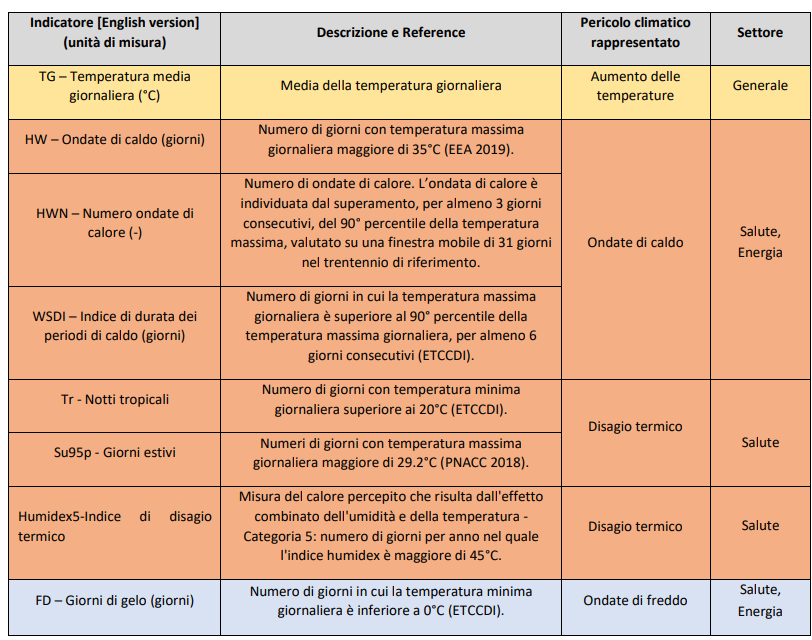 Indicatore [English version]
(unità di misura)
Descrizione e Reference
Pericolo climatico
rappresentato
Settore
TG – Temperatura media
giornaliera (°C)
Media della temperatura giornaliera
Aumento delle
temperature
Generale
HW – Ondate di caldo (giorni)
Numero di giorni con temperatura massima
giornaliera maggiore di 35°C (EEA 2019).
HWN – Numero ondate di
calore (-)
Numero di ondate di calore. L’ondata di calore è
individuata dal superamento, per almeno 3 giorni
consecutivi, del 90° percentile della temperatura
massima, valutato su una finestra mobile di 31 giorni
nel trentennio di riferimento.
Ondate di caldo
Salute,
Energia
WSDI – Indice di durata dei
periodi di caldo (giorni)
Numero di giorni in cui la temperatura massima
giornaliera è superiore al 90° percentile della
temperatura massima giornaliera, per almeno 6
giorni consecutivi (ETCCDI).
Tr - Notti tropicali
Numero di giorni con temperatura minima
giornaliera superiore ai 20°C (ETCCDI).
Disagio termico
Salute
Su95p - Giorni estivi
Numeri di giorni con temperatura massima
giornaliera maggiore di 29.2°C (PNACC 2018).
Humidex5-Indice di disagio
termico
Misura del calore percepito che risulta dall'effetto
combinato dell'umidità e della temperatura -
Categoria 5: numero di giorni per anno nel quale
l'indice humidex è maggiore di 45°C.
Disagio termico
Salute
FD – Giorni di gelo (giorni)
Numero di giorni in cui la temperatura minima
giornaliera è inferiore a 0°C (ETCCDI).
Ondate di freddo
Salute,
Energia